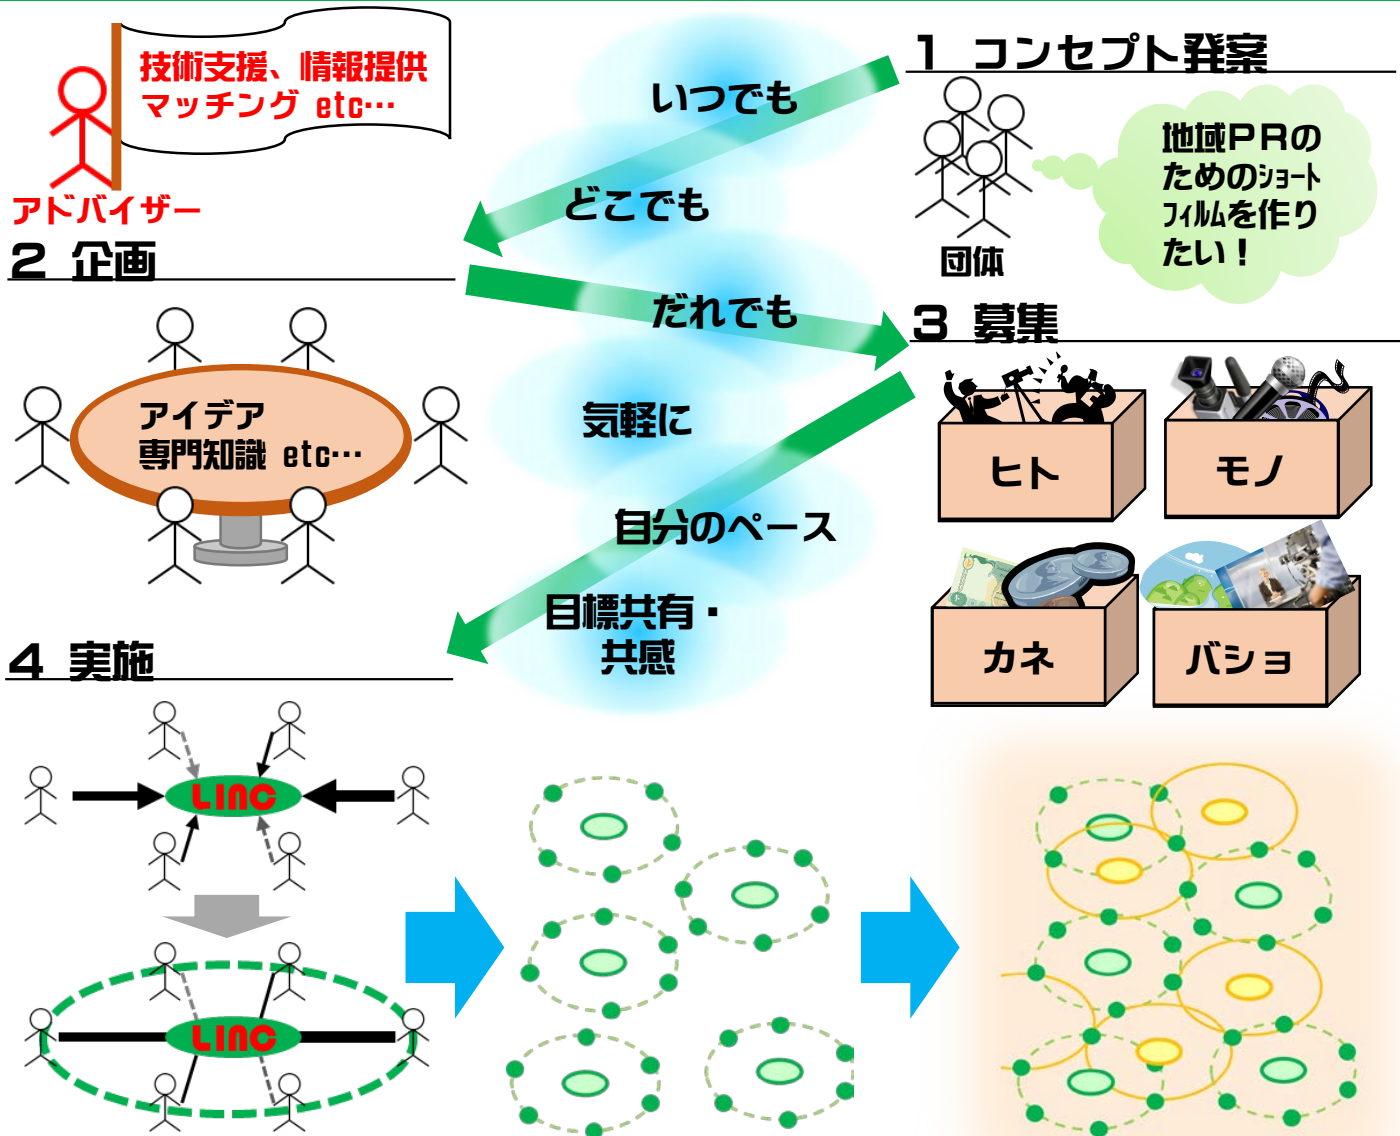 技術支援、情報提供
マッチング etc…
アドバイザー
1 コンセプト発案
地域PRの
ためのｼｮｰﾄ
ﾌｨﾙﾑを作り
たい！
団体
2 企画
アイデア
専門知識 etc…
いつでも
どこでも
だれでも
気軽に
自分のペース
目標共有・
共感
3 募集
ヒト
モノ
カネ
バショ
4 実施
LINC
LINC